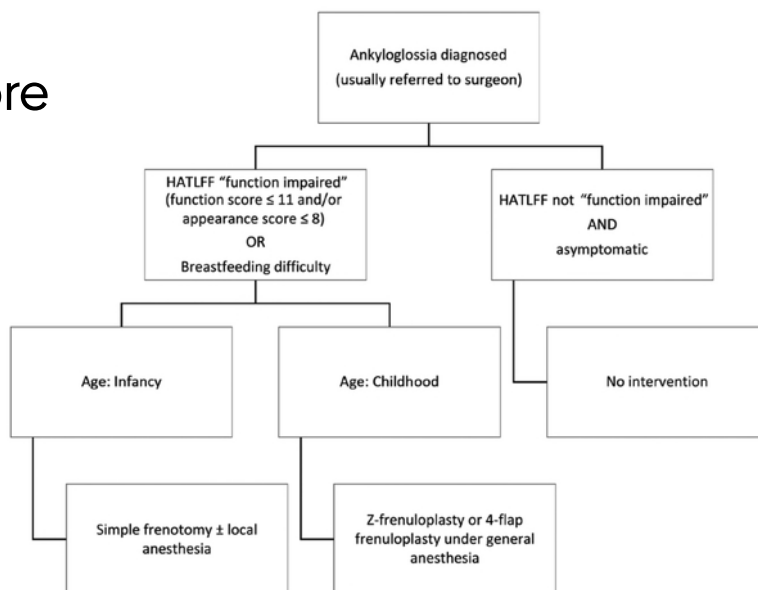 ore
Ankyloglossia diagnosed
(usually referred to surgeon)
HATLFF “function impaired”
(function score ≤ 11 and/or
appearance score ≤ 8)
OR
Breastfeeding difficulty
HATLFF not “function impaired”
AND
asymptomatic
Age: Infancy
Age: Childhood
No intervention
Simple frenotomy ± local
anesthesia
Z-frenuloplasty or 4-flap
frenuloplasty under general
anesthesia